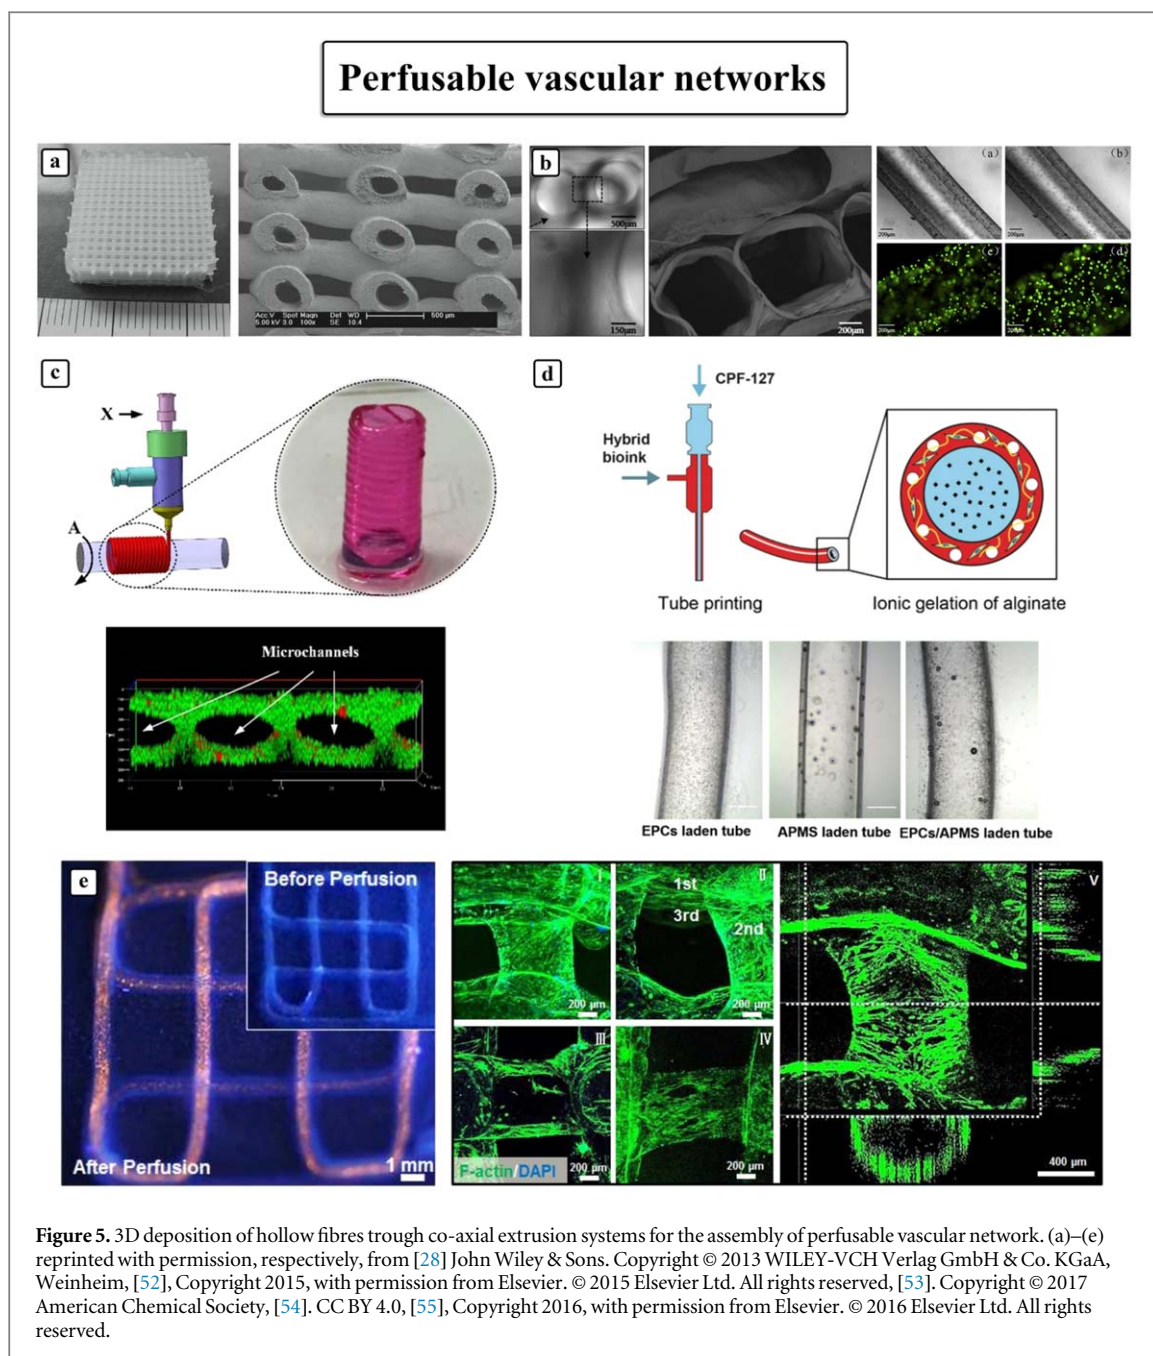 Perfusable vascular networks
a
Acc.V Spot Magn Det WD 500 µm
5.00 kV 3.0 100x SE 10.4
b
500µm
150µm
200µm
(a)
200µm
(b)
200µm
(c)
200µm
(d)
200µm
c
X
A
Microchannels
d
CPF-127
Hybrid
bioink
Tube printing
Ionic gelation of alginate
EPCs laden tube
APMS laden tube
EPCs/APMS laden tube
e
Before Perfusion
After Perfusion
1 mm
I
200 µm
II
1st
3rd
2nd
200 µm
III
F-actin/DAPI
200 µm
IV
200 µm
V
400 µm
Figure 5. 3D deposition of hollow fibres trough co-axial extrusion systems for the assembly of perfusable vascular network. (a)–(e)
reprinted with permission, respectively, from [28] John Wiley & Sons. Copyright © 2013 WILEY-VCH Verlag GmbH & Co. KGaA,
Weinheim, [52], Copyright 2015, with permission from Elsevier. © 2015 Elsevier Ltd. All rights reserved, [53]. Copyright © 2017
American Chemical Society, [54]. CC BY 4.0, [55], Copyright 2016, with permission from Elsevier. © 2016 Elsevier Ltd. All rights
reserved.